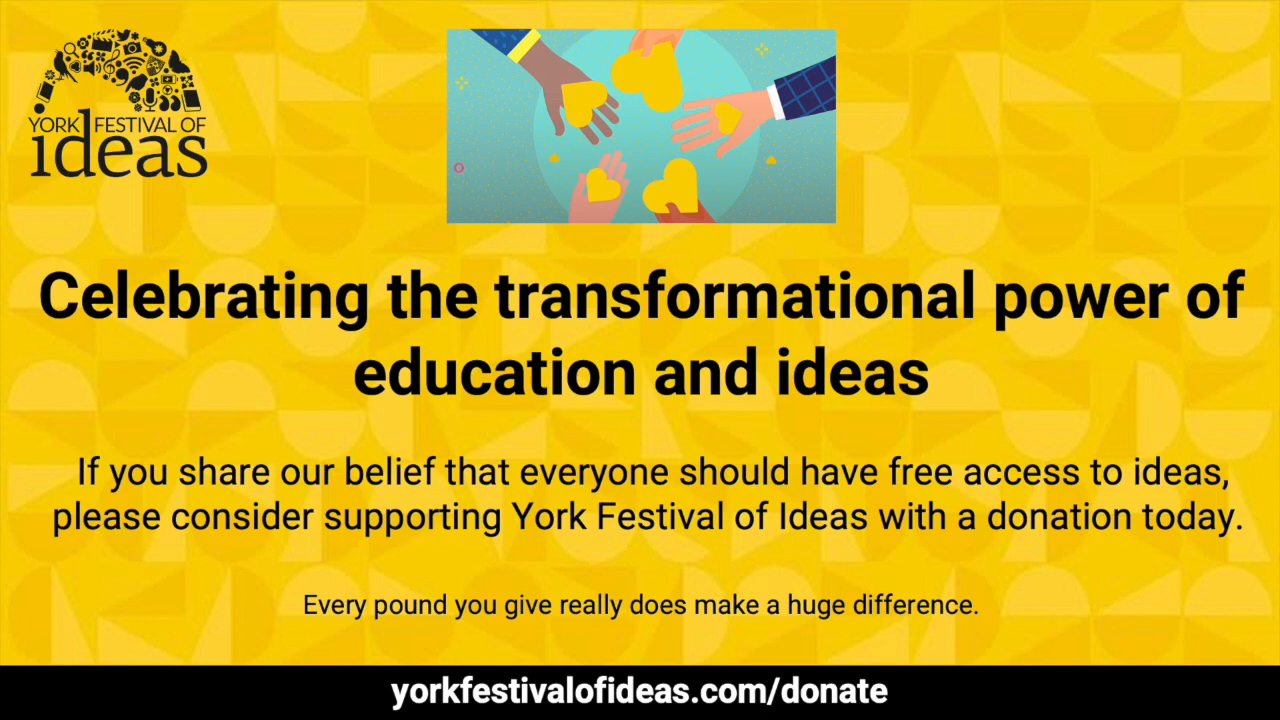 YORK FESTIVAL OF
ideas
Celebrating the transformational power of
education and ideas
If you share our belief that everyone should have free access to ideas,
please consider supporting York Festival of Ideas with a donation today.
Every pound you give really does make a huge difference.
yorkfestivalofideas.com/donate